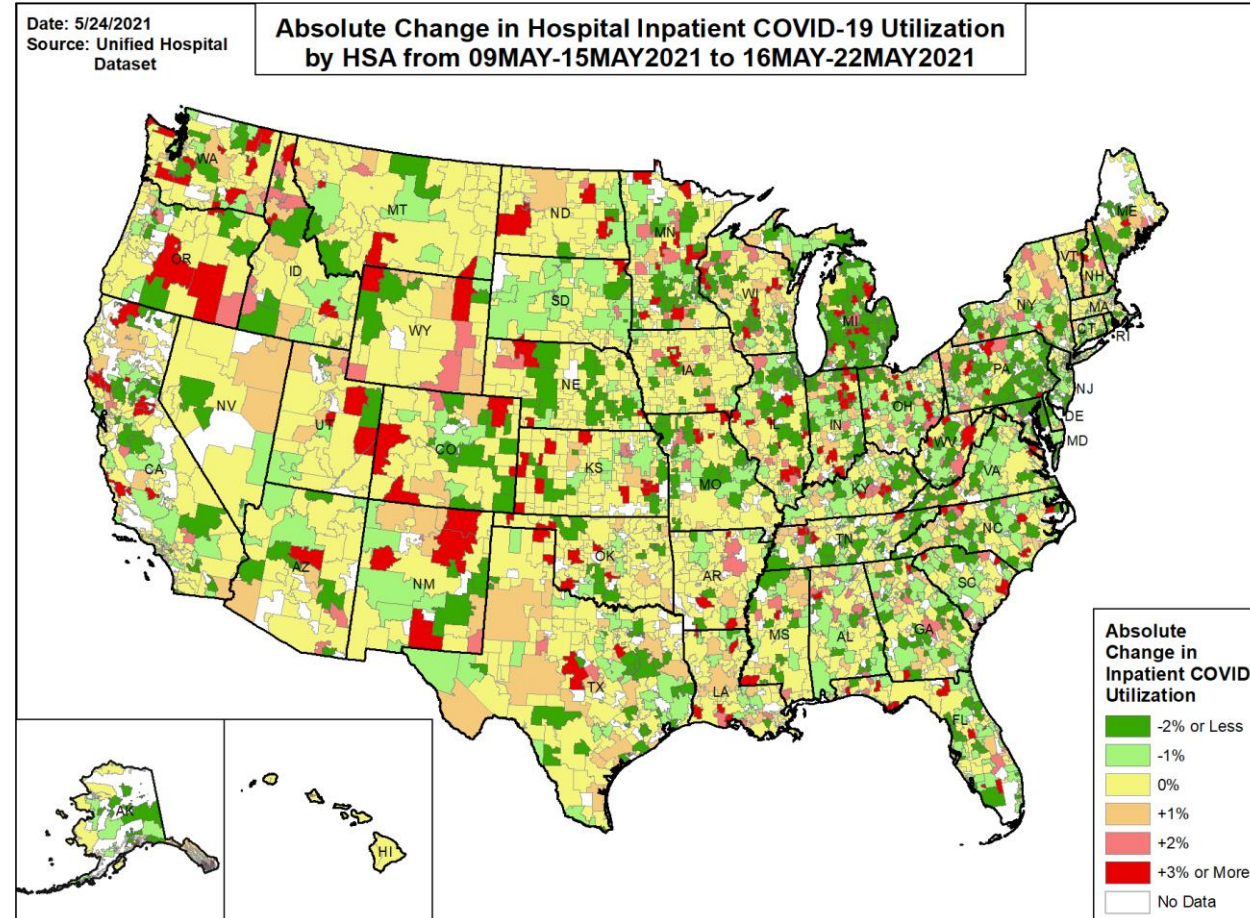 Date: 5/24/2021
Source: Unified Hospital
Dataset
Absolute Change in Hospital Inpatient COVID-19 Utilization
by HSA from 09MAY-15MAY2021 to 16MAY-22MAY2021
WA
MT
ND
MN
ME
OR
ID
WI
VT
NH
SD
NY
MA
WY
MI
CT
RI
IA
PA
NE
NJ
NV
OH
IN
IL
DE
UT
CO
WV
MD
CA
KS
VA
MO
KY
NC
TN
OK
AZ
NM
AR
SC
MS
AL
GA
TX
LA
FL
AK
HI
Absolute
Change in
Inpatient COVID
Utilization
-2% or Less
-1%
0%
+1%
+2%
+3% or More
No Data